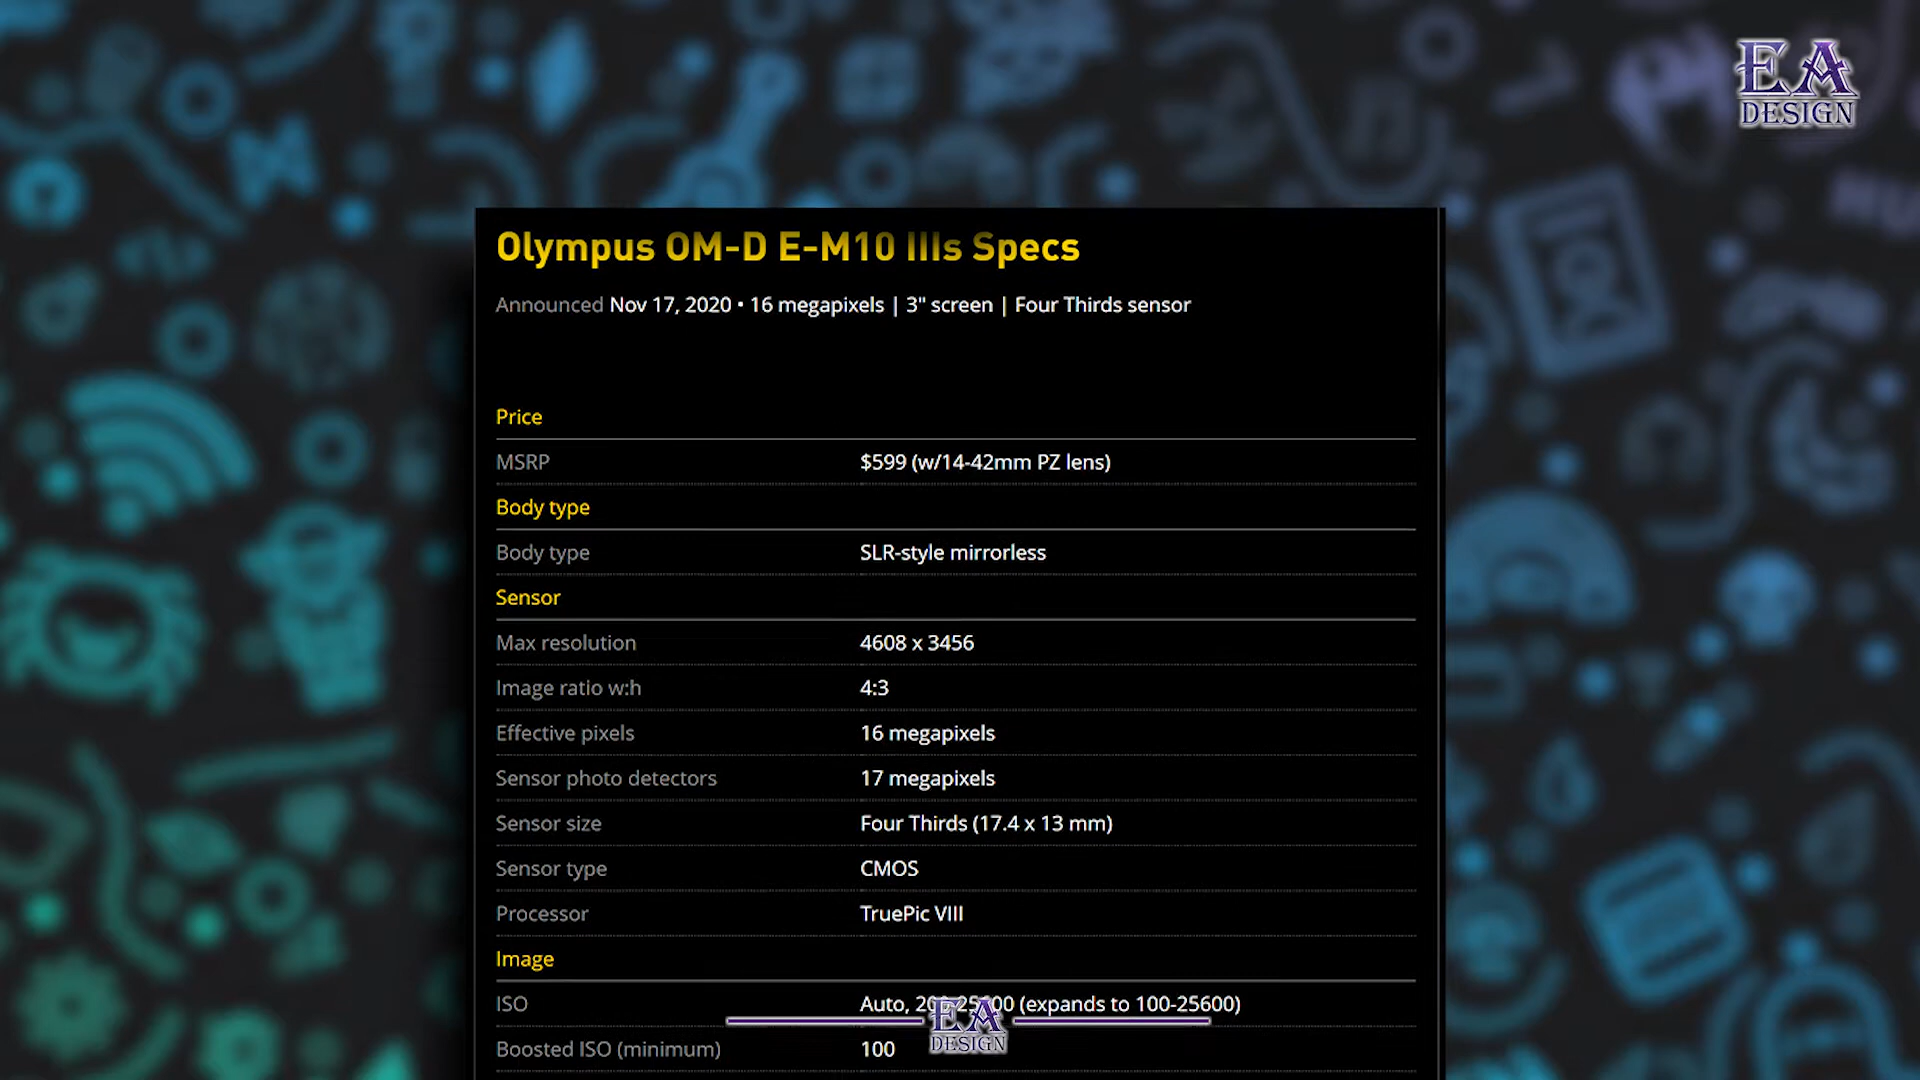 EA
DESIGN
Olympus OM-D E-M10 IIIs Specs
Announced Nov 17, 2020 • 16 megapixels | 3" screen | Four Thirds sensor
Price
MSRP $599 (w/14-42mm PZ lens)
Body type
Body type SLR-style mirrorless
Sensor
Max resolution 4608 x 3456
Image ratio w:h 4:3
Effective pixels 16 megapixels
Sensor photo detectors 17 megapixels
Sensor size Four Thirds (17.4 x 13 mm)
Sensor type CMOS
Processor TruePic VIII
Image
ISO Auto, (expands to 100-25600)
Boosted ISO (minimum) 100
EA
DESIGN